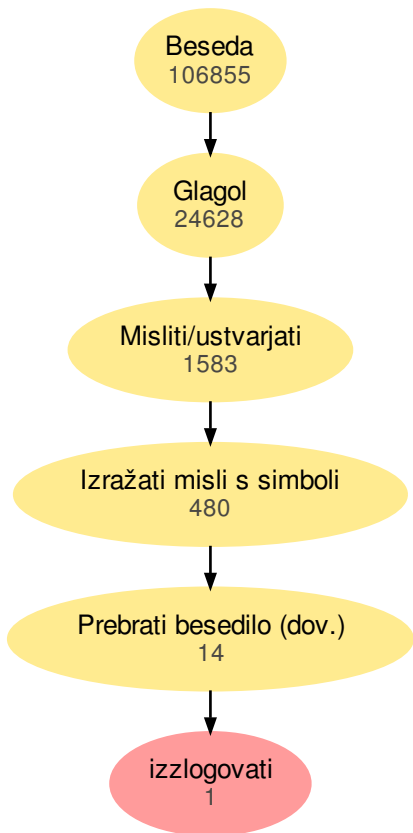 Beseda
106855
Glagol
24628
Misliti/ustvarjati
1583
Izražati misli s simboli
480
Prebrati besedilo (dov.)
14
izzlogovati
1